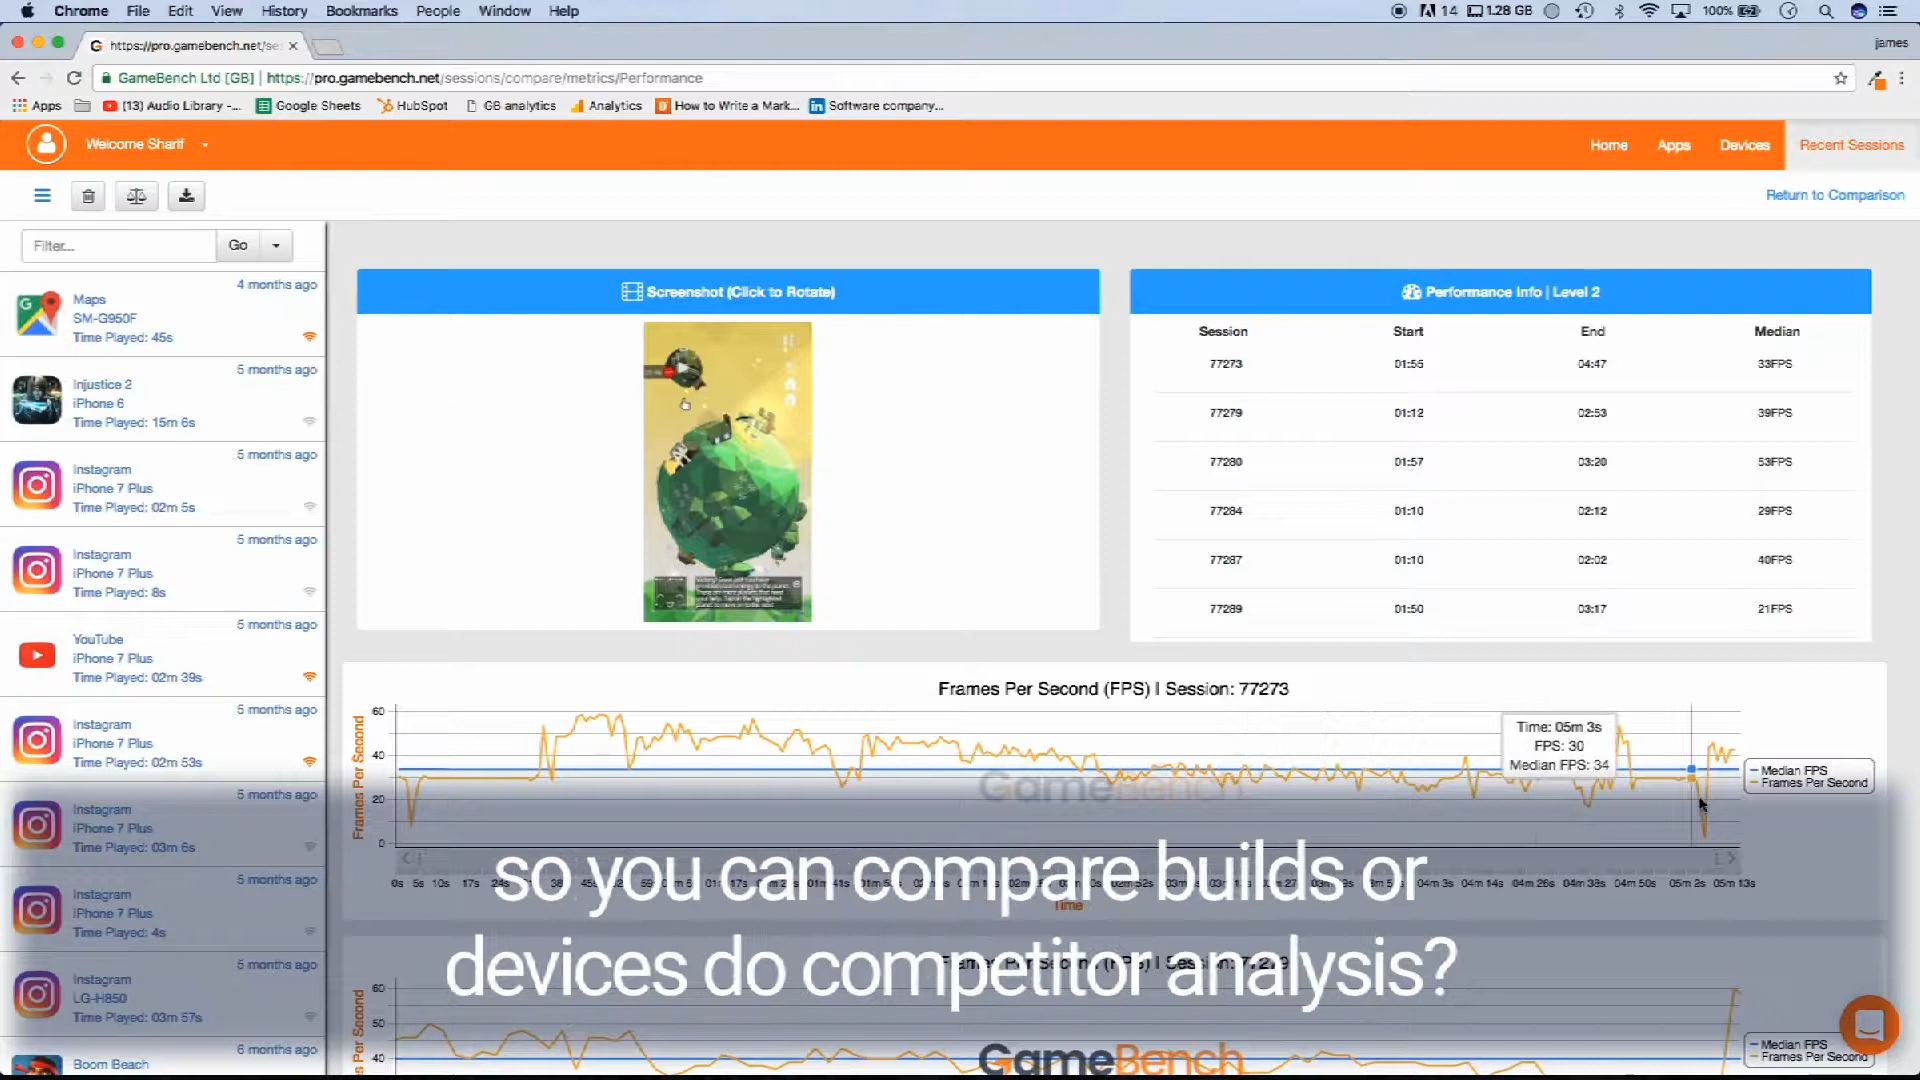 Chrome File Edit View History Bookmarks People Window Help 14 1.28 GB 100%
https://pro.gamebench.net/se james
GameBench Ltd [GB] | https://pro.gamebench.net/sessions/compare/metrics/Performance
Apps (13) Audio Library -... Google Sheets HubSpot GB analytics Analytics How to Write a Mark... Software company...
Welcome Sharif Home Apps Devices Recent Sessions
Return to Comparison
Filter... Go
4 months ago
Maps
SM-G950F
Time Played: 45s
5 months ago
Injustice 2
iPhone 6
Time Played: 15m 6s
5 months ago
Instagram
iPhone 7 Plus
Time Played: 02m 5s
5 months ago
Instagram
iPhone 7 Plus
Time Played: 8s
5 months ago
YouTube
iPhone 7 Plus
Time Played: 02m 39s
5 months ago
Instagram
iPhone 7 Plus
Time Played: 02m 53s
5 months ago
Instagram
iPhone 7 Plus
Time Played: 03m 6s
5 months ago
Instagram
iPhone 7 Plus
Time Played: 4s
5 months ago
Instagram
LG-H850
Time Played: 03m 57s
6 months ago
Boom Beach
Screenshot (Click to Rotate)
Performance Info | Level 2
Session Start End Median
77273 01:55 04:47 33FPS
77279 01:12 02:53 39FPS
77280 01:57 03:20 53FPS
77284 01:10 02:12 29FPS
77287 01:10 02:02 40FPS
77289 01:50 03:17 21FPS
Frames Per Second (FPS) | Session: 77273
Frames Per Second
60
40
20
0
Time: 05m 3s
FPS: 30
Median FPS: 34
Median FPS
Frames Per Second
GameBench
0s 5s 10s 17s 04m 3s 04m 14s 04m 26s 04m 38s 04m 50s 05m 2s 05m 13s
Time
so you can compare builds or
devices do competitor analysis?
60
50
40
Median FPS
Frames Per Second
GameBench